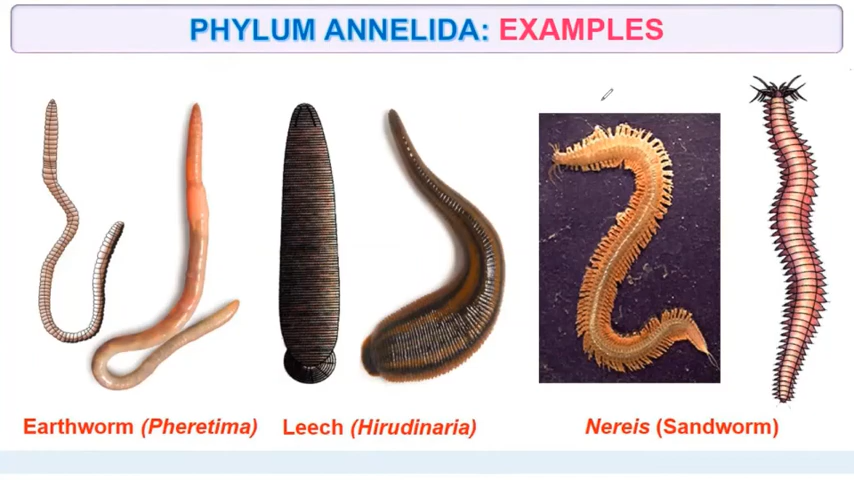 PHYLUM ANNELIDA: EXAMPLES
Earthworm (Pheretima)
Leech (Hirudinaria)
Nereis (Sandworm)